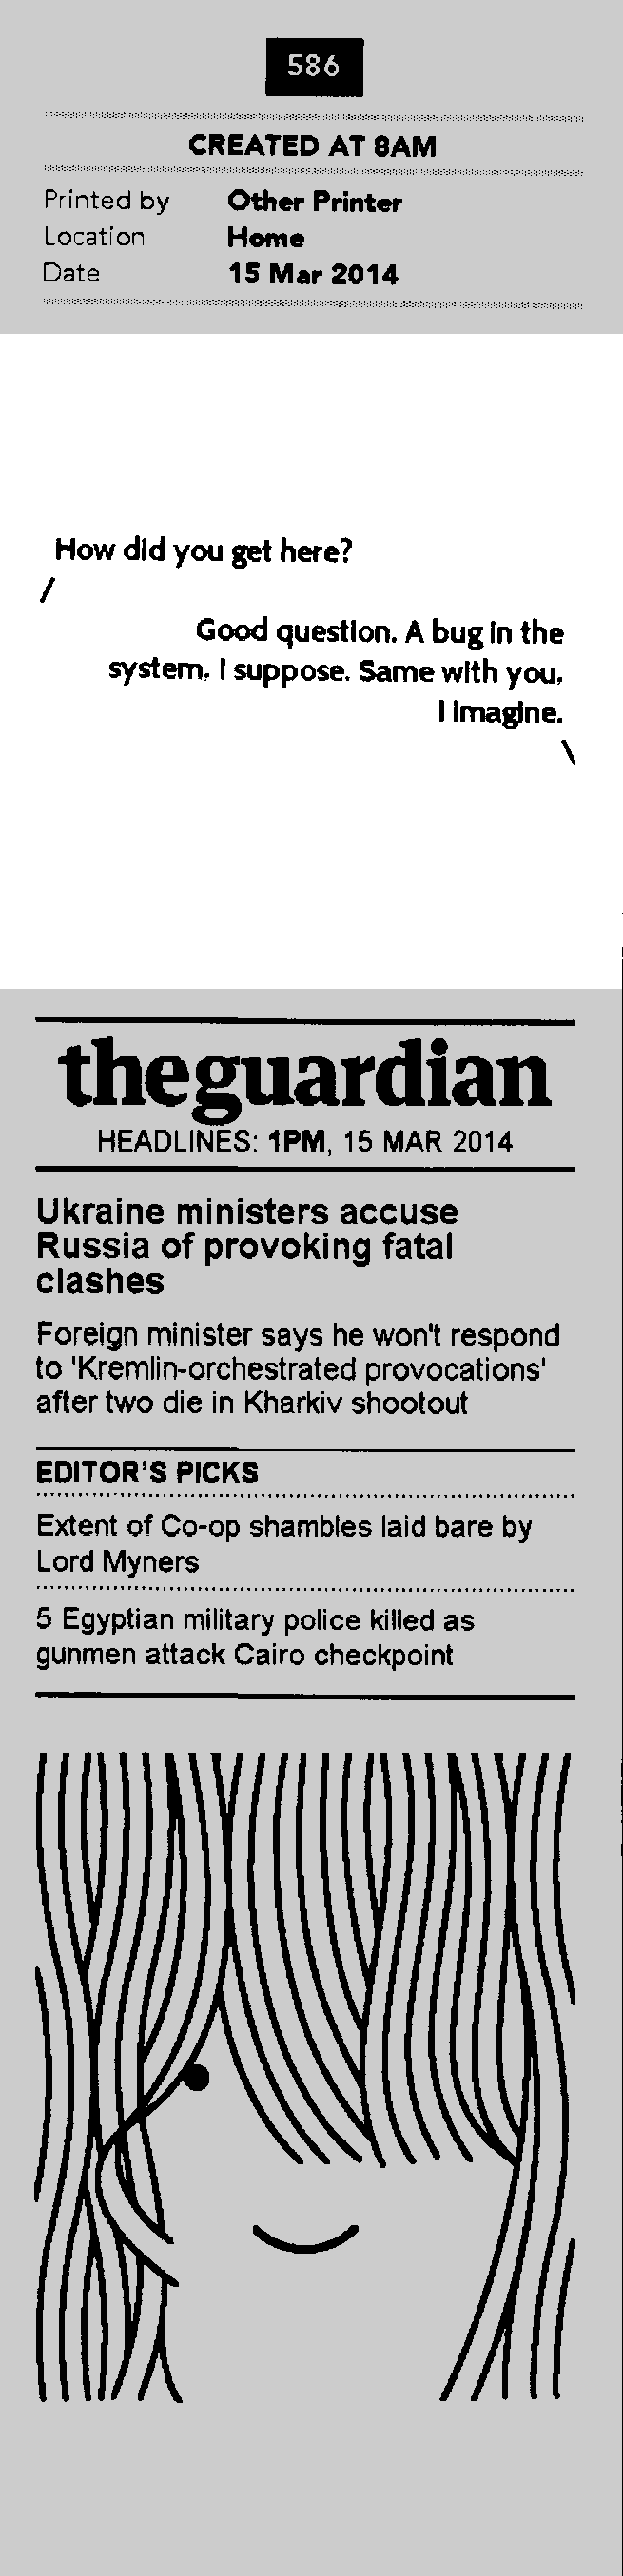 586
CREATED AT 8AM
Printed by Other Printer
Location Home
Date 15 Mar 2014
How did you get here?
/
Good question. A bug in the
system. I suppose. Same with you,
I imagine.
\
theguardian
HEADLINES: 1PM, 15 MAR 2014
Ukraine ministers accuse
Russia of provoking fatal
clashes
Foreign minister says he won't respond
to 'Kremlin-orchestrated provocations'
after two die in Kharkiv shootout
EDITOR'S PICKS
Extent of Co-op shambles laid bare by
Lord Myners
5 Egyptian military police killed as
gunmen attack Cairo checkpoint